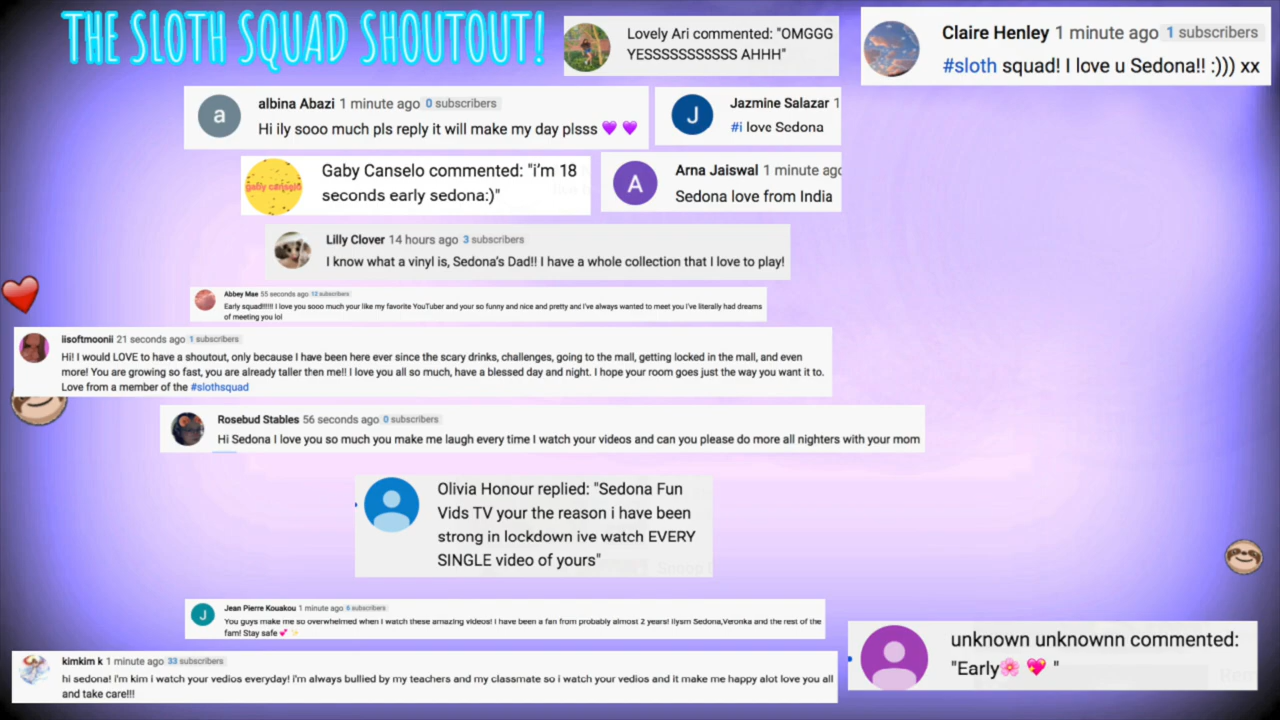 THE SLOTH SQUAD SHOUTOUT!
Lovely Ari commented: "OMGGG
YESSSSSSSSSSS AHHH"
Claire Henley 1 minute ago 1 subscribers
#sloth squad! I love u Sedona!! :))) xx
a
albina Abazi 1 minute ago 0 subscribers
Hi ily sooo much pls reply it will make my day plsss 💜 💜
J
Jazmine Salazar 1
#i love Sedona
gaby canselo
Gaby Canselo commented: "i'm 18
seconds early sedona:)"
A
Arna Jaiswal 1 minute ago
Sedona love from India
Lilly Clover 14 hours ago 3 subscribers
I know what a vinyl is, Sedona's Dad!! I have a whole collection that I love to play!
Abbey Mae 55 seconds ago 12 subscribers
Early squad!!!!! I love you sooo much your like my favorite YouTuber and your so funny and nice and pretty and I've always wanted to meet you I've literally had dreams
of meeting you lol
iisoftmoonii 21 seconds ago 1 subscribers
Hi! I would LOVE to have a shoutout, only because I have been here ever since the scary drinks, challenges, going to the mall, getting locked in the mall, and even
more! You are growing so fast, you are already taller then me!! I love you all so much, have a blessed day and night. I hope your room goes just the way you want it to.
Love from a member of the #slothsquad
Rosebud Stables 56 seconds ago 0 subscribers
Hi Sedona I love you so much you make me laugh every time I watch your videos and can you please do more all nighters with your mom
Olivia Honour replied: "Sedona Fun
Vids TV your the reason i have been
strong in lockdown ive watch EVERY
SINGLE video of yours"
J
Jean Pierre Kouakou 1 minute ago 6 subscribers
You guys make me so overwhelmed when I watch these amazing videos! I have been a fan from probably almost 2 years! Ilysm Sedona,Veronka and the rest of the
fam! Stay safe 💕 ✨
kimkim k 1 minute ago 33 subscribers
hi sedona! i'm kim i watch your vedios everyday! i'm always bullied by my teachers and my classmate so i watch your vedios and it make me happy alot love you all
and take care!!!
unknown unknownn commented:
"Early🌸 💖 "